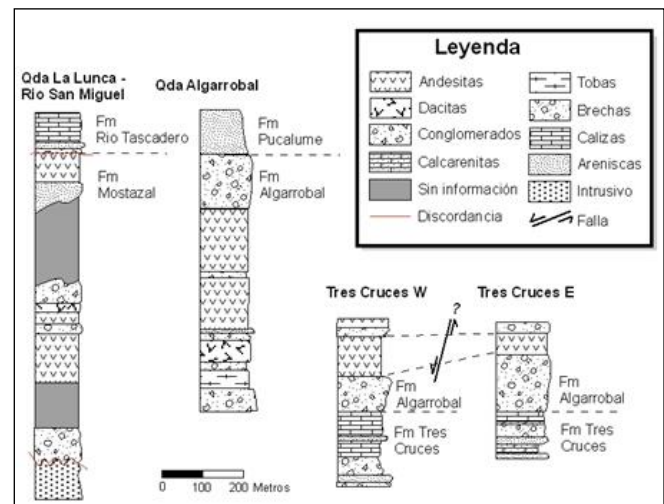 Qda La Lunca -
Rio San Miguel
Qda Algarrobal
Fm
Rio Tascadero
Fm
Mostazal
Fm
Pucalume
Fm
Algarrobal
Leyenda
Andesitas
Dacitas
Conglomerados
Calcarenitas
Sin información
Discordancia
Tobas
Brechas
Calizas
Areniscas
Intrusivo
Falla
Tres Cruces W
?
Tres Cruces E
Fm
Algarrobal
Fm Tres
Cruces
Fm
Algarrobal
Fm Tres
Cruces
0 100 200 Metros